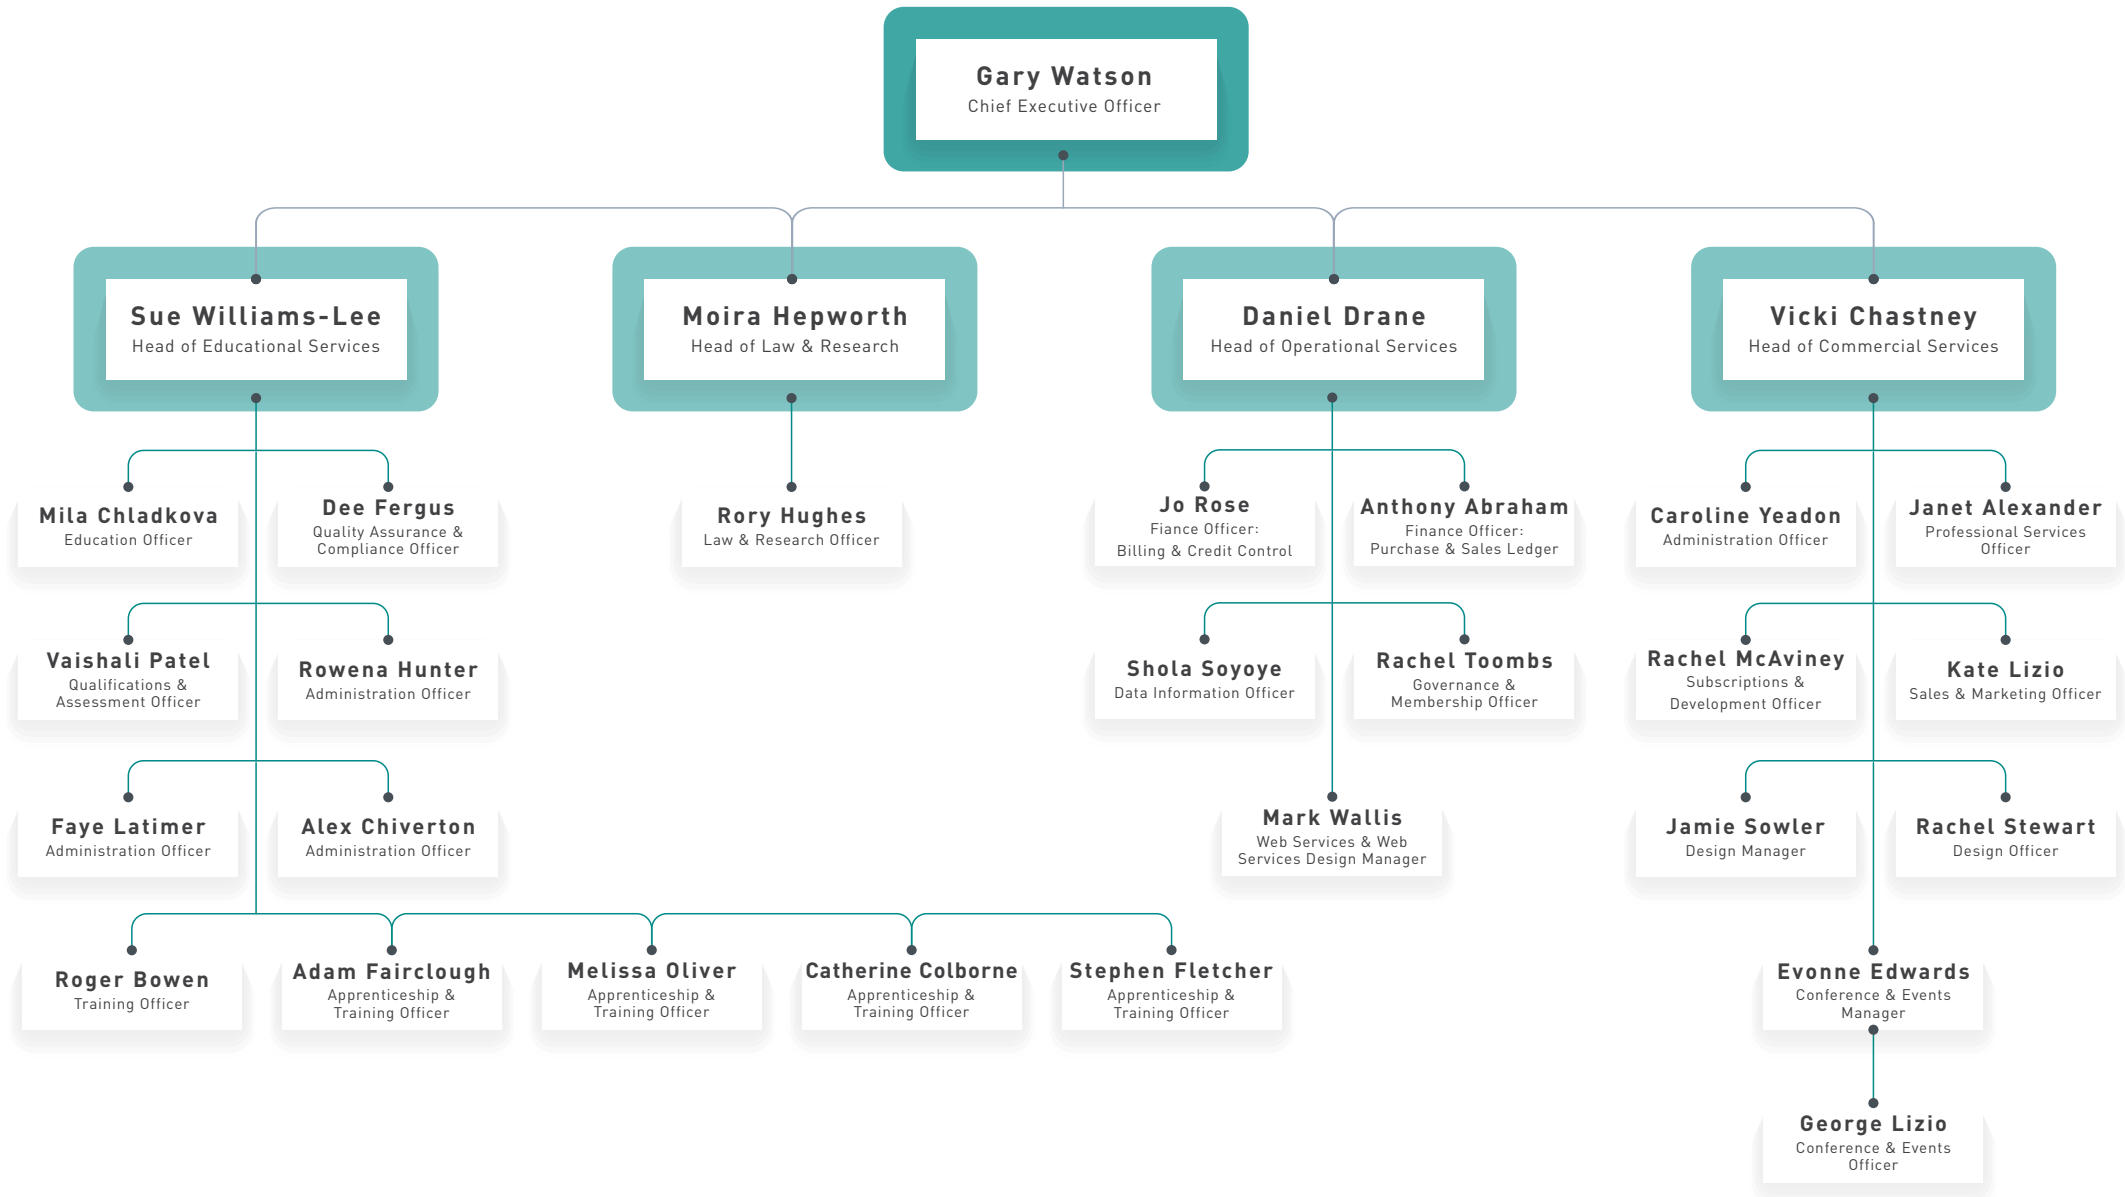 Gary Watson
Chief Executive Officer
Sue Williams-Lee
Head of Educational Services
Moira Hepworth
Head of Law & Research
Daniel Drane
Head of Operational Services
Vicki Chastney
Head of Commercial Services
Mila Chladkova
Education Officer
Dee Fergus
Quality Assurance &
Compliance Officer
Rory Hughes
Law & Research Officer
Jo Rose
Fiance Officer:
Billing & Credit Control
Anthony Abraham
Finance Officer:
Purchase & Sales Ledger
Caroline Yeadon
Administration Officer
Janet Alexander
Professional Services
Officer
Vaishali Patel
Qualifications &
Assessment Officer
Rowena Hunter
Administration Officer
Shola Soyoye
Data Information Officer
Rachel Toombs
Governance &
Membership Officer
Rachel McAviney
Subscriptions &
Development Officer
Kate Lizio
Sales & Marketing Officer
Faye Latimer
Administration Officer
Alex Chiverton
Administration Officer
Mark Wallis
Web Services & Web
Services Design Manager
Jamie Sowler
Design Manager
Rachel Stewart
Design Officer
Roger Bowen
Training Officer
Adam Fairclough
Apprenticeship &
Training Officer
Melissa Oliver
Apprenticeship &
Training Officer
Catherine Colborne
Apprenticeship &
Training Officer
Stephen Fletcher
Apprenticeship &
Training Officer
Evonne Edwards
Conference & Events
Manager
George Lizio
Conference & Events
Officer